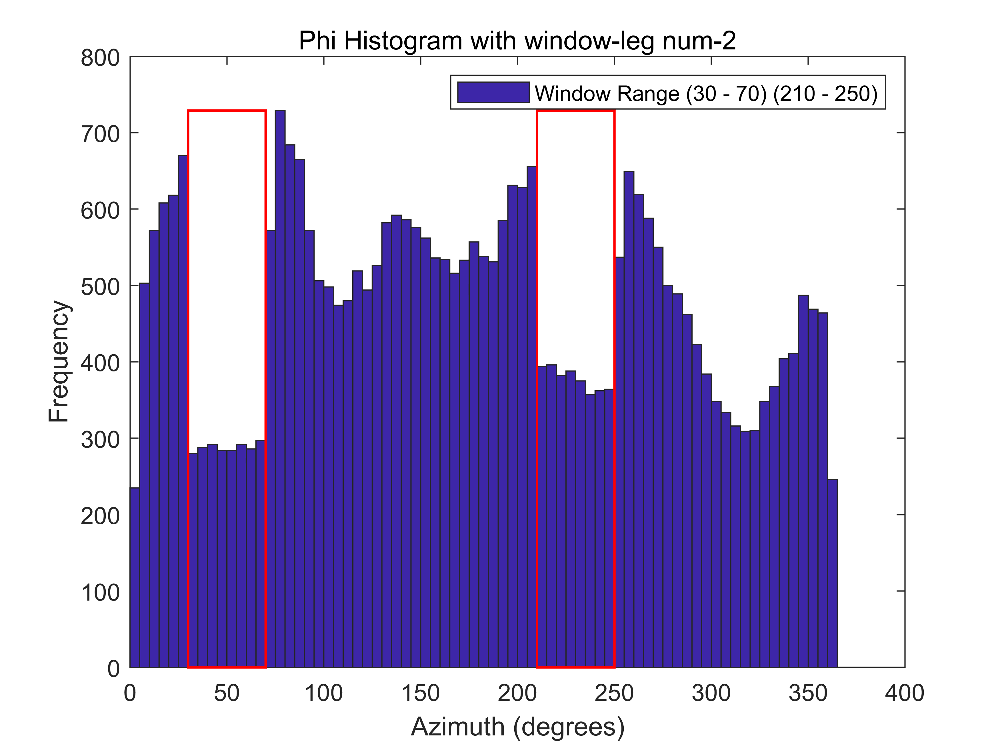 Phi Histogram with window-leg num-2
Window Range (30 - 70) (210 - 250)
800
700
600
500
400
300
200
100
0
Frequency
0 50 100 150 200 250 300 350 400
Azimuth (degrees)